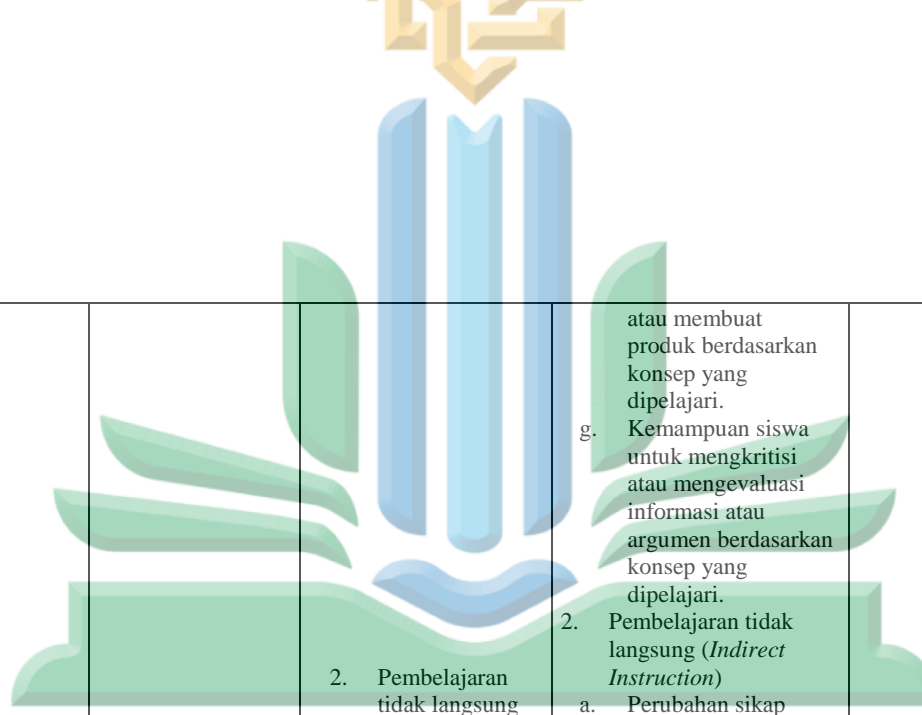 atau membuat
produk berdasarkan
konsep yang
dipelajari.
g. Kemampuan siswa
untuk mengkritisi
atau mengevaluasi
informasi atau
argumen berdasarkan
konsep yang
dipelajari.
2. Pembelajaran tidak
langsung (Indirect
Instruction)
a. Perubahan sikap
2. Pembelajaran
tidak langsung